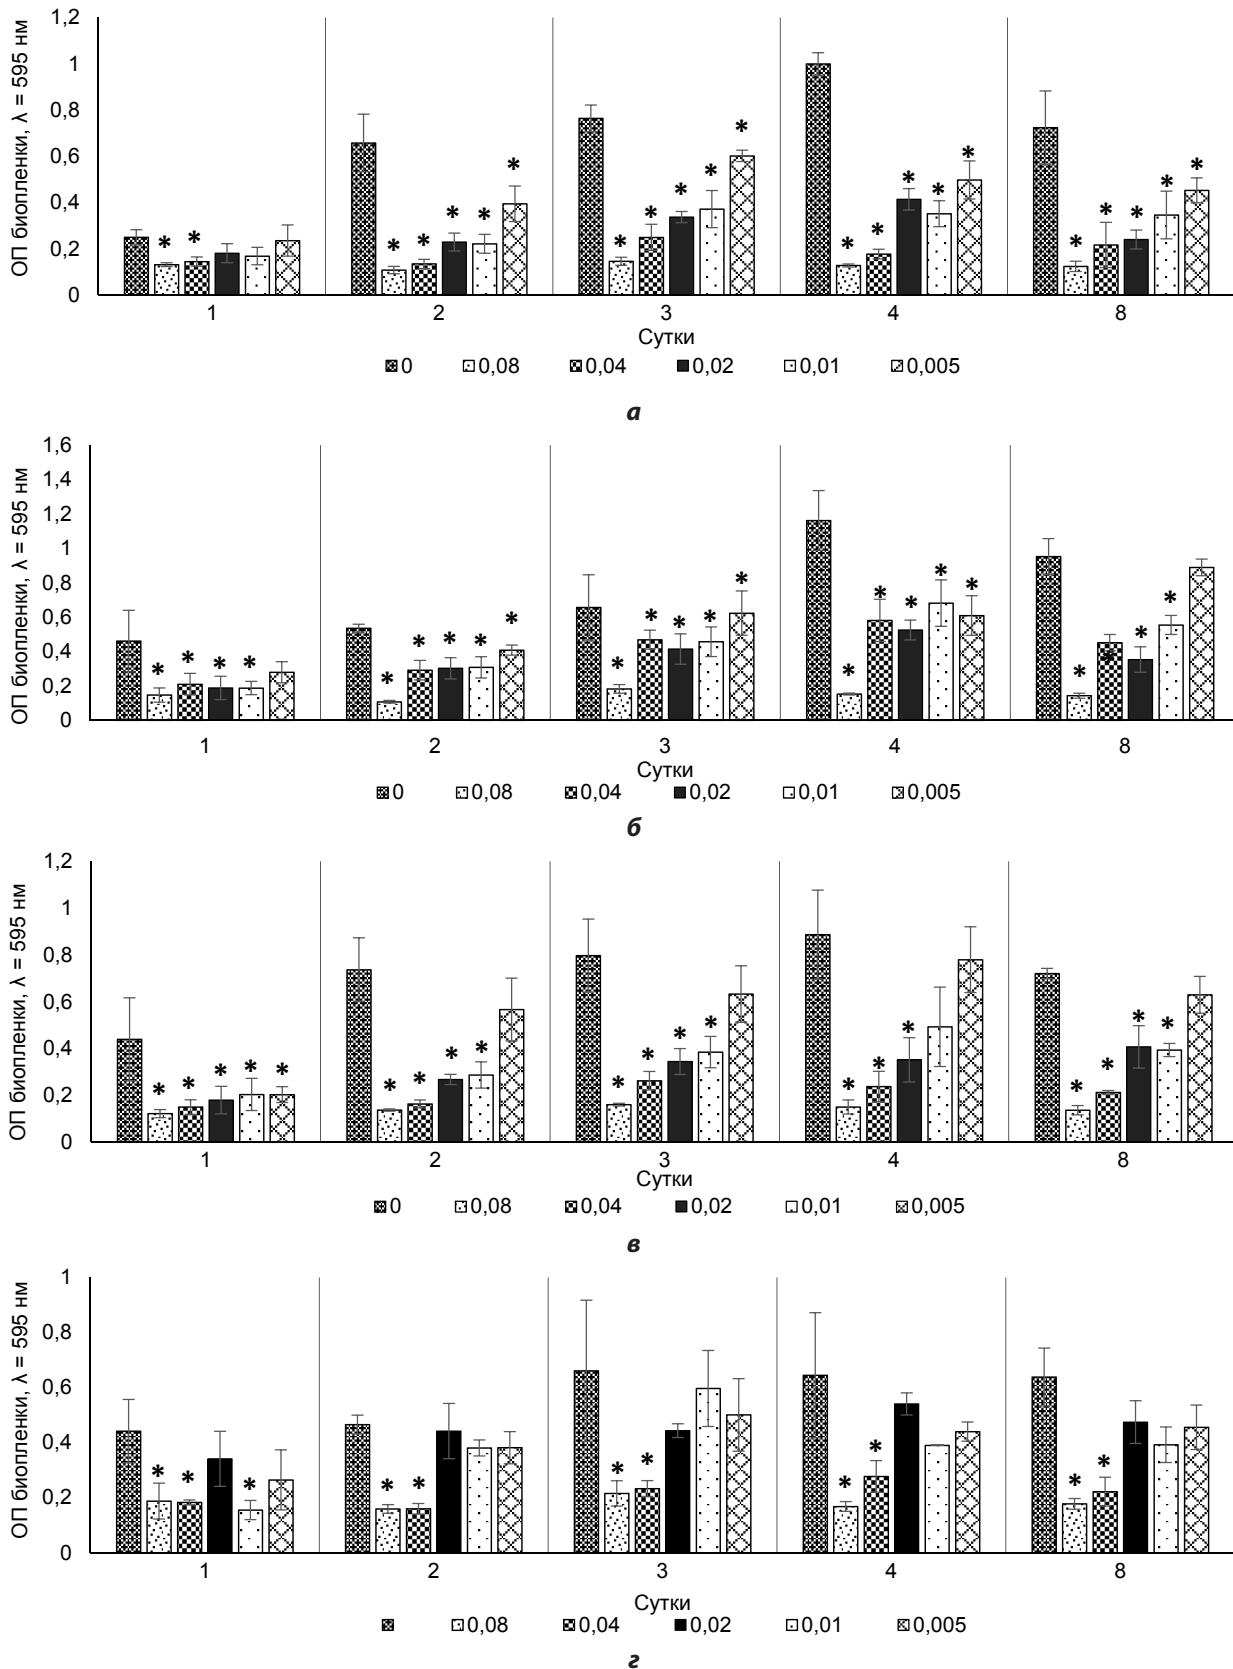 ОП биопленки, λ = 595 нм
1,2
1
0,8
0,6
0,4
0,2
0
* * * * * * * * * * * * * * * * * * * * * *
1 2 3 4 8
Сутки
0 0,08 0,04 0,02 0,01 0,005
а
ОП биопленки, λ = 595 нм
1,6
1,4
1,2
1
0,8
0,6
0,4
0,2
0
* * * * * * * * * * * * * * * * * * * * * * *
1 2 3 4 8
Сутки
0 0,08 0,04 0,02 0,01 0,005
б
ОП биопленки, λ = 595 нм
1,2
1
0,8
0,6
0,4
0,2
0
* * * * * * * * * * * * * * * * * * * *
1 2 3 4 8
Сутки
0 0,08 0,04 0,02 0,01 0,005
в
ОП биопленки, λ = 595 нм
1
0,8
0,6
0,4
0,2
0
* * * * * * * * * * *
1 2 3 4 8
Сутки
0,08 0,04 0,02 0,01 0,005
г